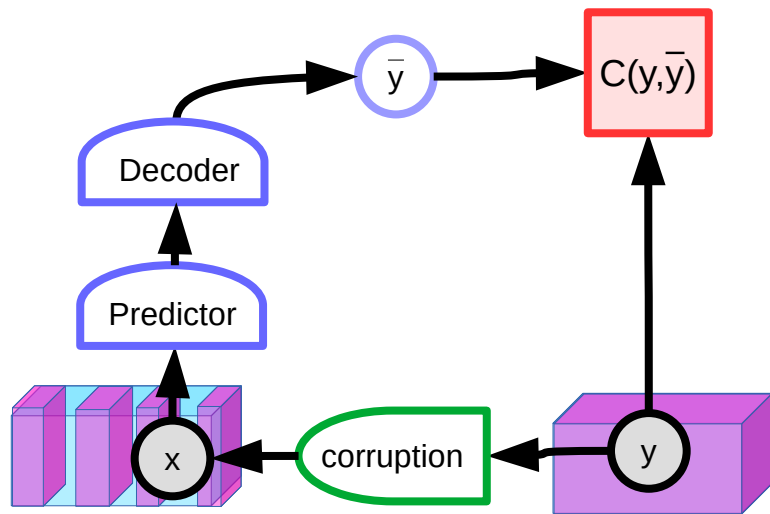 ȳ
C(y,ȳ)
Decoder
Predictor
x
corruption
y